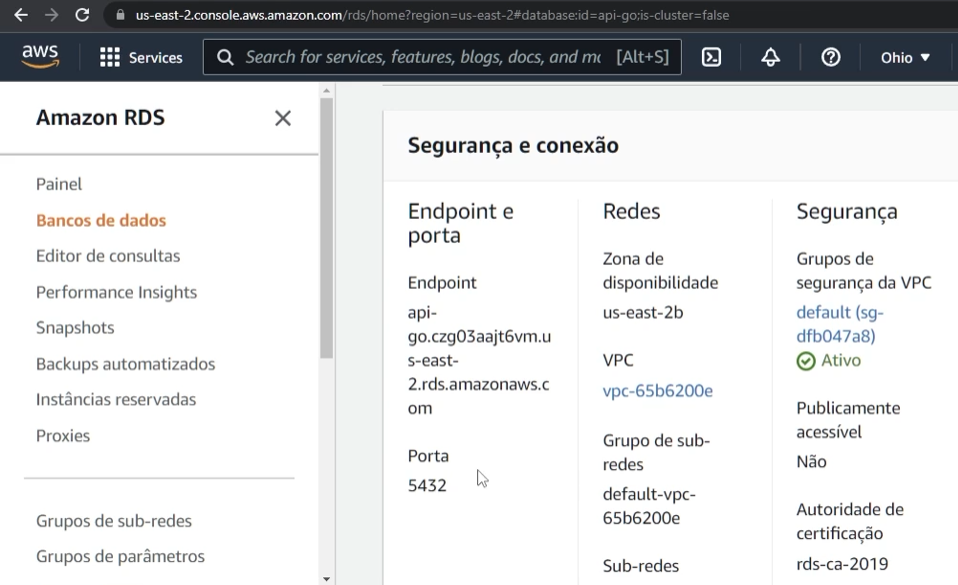 us-east-2.console.aws.amazon.com/rds/home?region=us-east-2#database:id=api-go;is-cluster=false
aws
Services
Search for services, features, blogs, docs, and mo
[Alt+S]
Ohio
Amazon RDS
Painel
Bancos de dados
Editor de consultas
Performance Insights
Snapshots
Backups automatizados
Instâncias reservadas
Proxies
Grupos de sub-redes
Grupos de parâmetros
Segurança e conexão
Endpoint e
porta
Endpoint
api-
go.czg03aajt6vm.u
s-east-
2.rds.amazonaws.c
om
Porta
5432
Redes
Zona de
disponibilidade
us-east-2b
VPC
vpc-65b6200e
Grupo de sub-
redes
default-vpc-
65b6200e
Sub-redes
Segurança
Grupos de
segurança da VPC
default (sg-
dfb047a8)
Ativo
Publicamente
acessível
Não
Autoridade de
certificação
rds-ca-2019